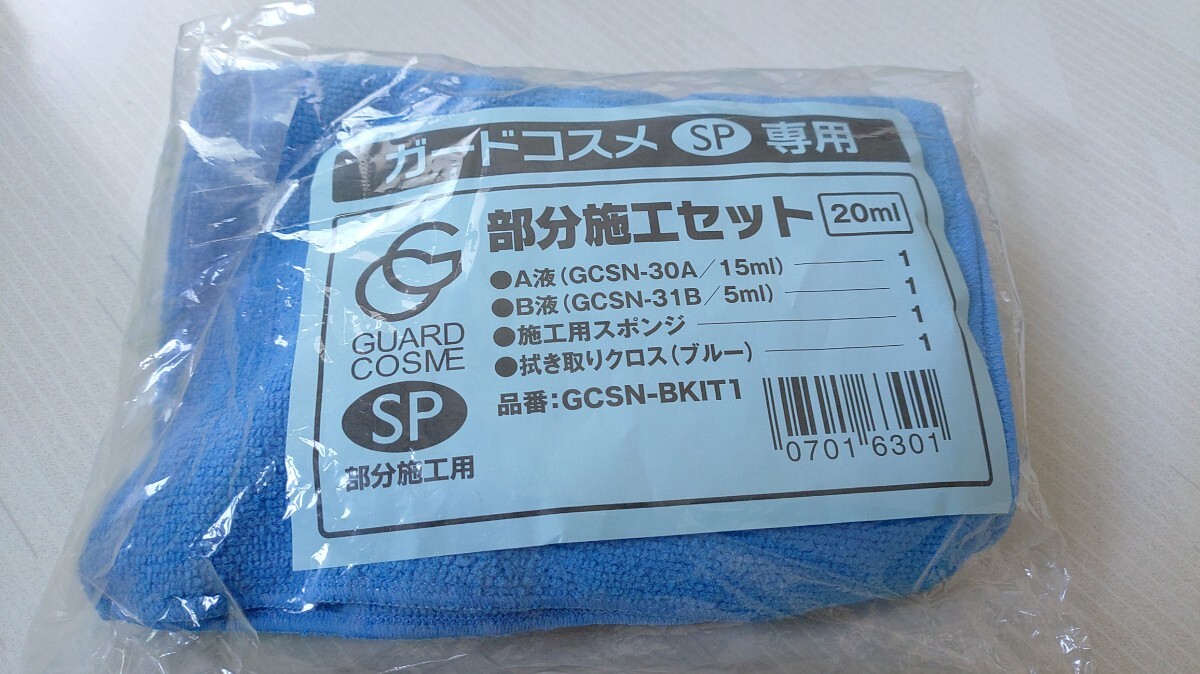 ガードコスメ SP 専用
部分施工セット 20ml
●A液(GCSN-30A/15ml) 1
●B液(GCSN-31B/5ml) 1
●施工用スポンジ 1
●拭き取りクロス(ブルー) 1
品番:GCSN-BKIT1
GUARD
COSME
SP
部分施工用
0701 6301